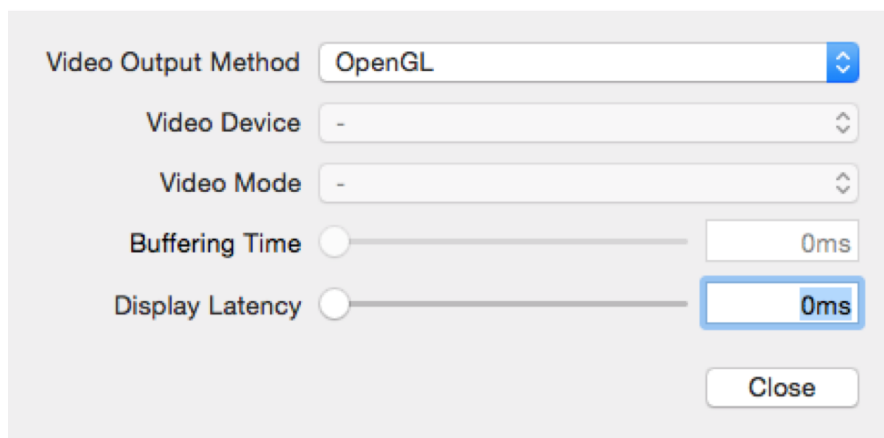 Video Output Method OpenGL
Video Device -
Video Mode -
Buffering Time 0ms
Display Latency 0ms
Close